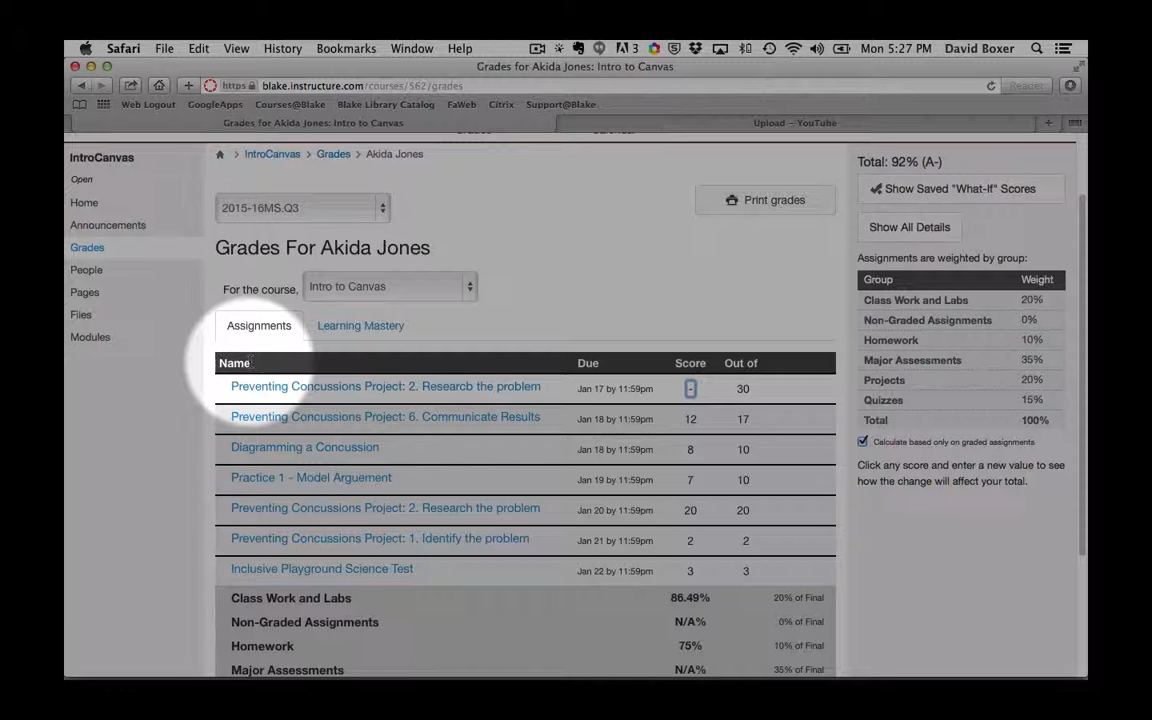 Safari File Edit View History Bookmarks Window Help 3 Mon 5:27 PM David Boxer
Grades for Akida Jones: Intro to Canvas
https blake.instructure.com/courses/562/grades Reader
Web Logout GoogleApps Courses@Blake Blake Library Catalog FaWeb Citrix Support@Blake
Grades for Akida Jones: Intro to Canvas Upload – YouTube
IntroCanvas
Open
Home
Announcements
Grades
People
Pages
Files
Modules
> IntroCanvas > Grades > Akida Jones
2015-16MS.Q3
Print grades
Grades For Akida Jones
For the course, Intro to Canvas
Assignments Learning Mastery
Name Due Score Out of
Preventing Concussions Project: 2. Researcb the problem Jan 17 by 11:59pm - 30
Preventing Concussions Project: 6. Communicate Results Jan 18 by 11:59pm 12 17
Diagramming a Concussion Jan 18 by 11:59pm 8 10
Practice 1 - Model Arguement Jan 19 by 11:59pm 7 10
Preventing Concussions Project: 2. Research the problem Jan 20 by 11:59pm 20 20
Preventing Concussions Project: 1. Identify the problem Jan 21 by 11:59pm 2 2
Inclusive Playground Science Test Jan 22 by 11:59pm 3 3
Class Work and Labs 86.49% 20% of Final
Non-Graded Assignments N/A% 0% of Final
Homework 75% 10% of Final
Major Assessments N/A% 35% of Final
Total: 92% (A-)
Show Saved "What-If" Scores
Show All Details
Assignments are weighted by group:
Group Weight
Class Work and Labs 20%
Non-Graded Assignments 0%
Homework 10%
Major Assessments 35%
Projects 20%
Quizzes 15%
Total 100%
Calculate based only on graded assignments
Click any score and enter a new value to see
how the change will affect your total.